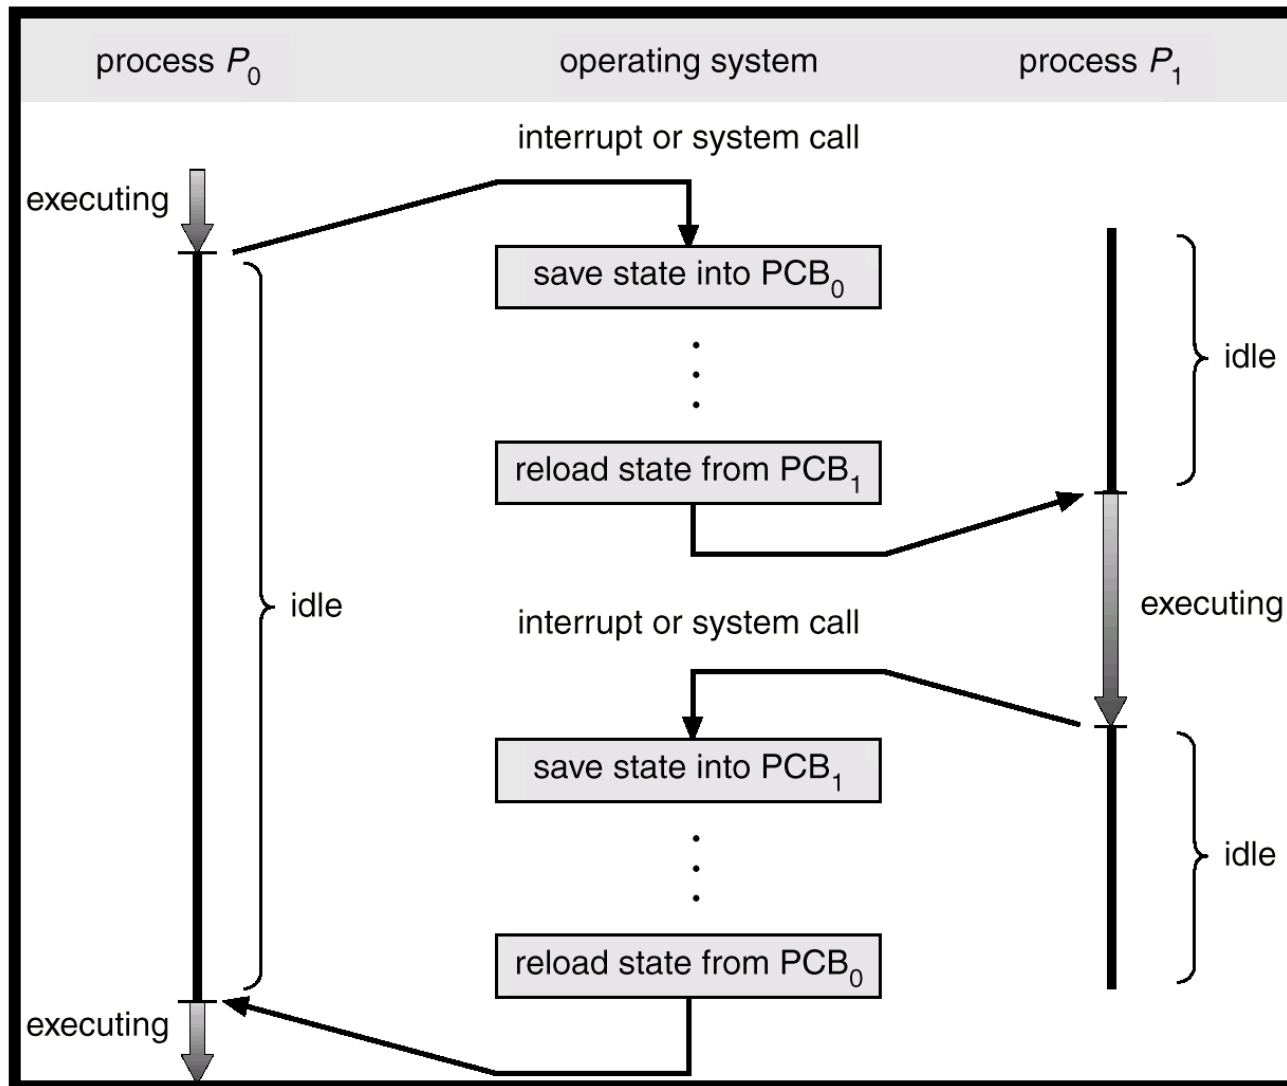 process P₀
operating system
process P₁
interrupt or system call
executing
save state into PCB₀
idle
reload state from PCB₁
idle
interrupt or system call
executing
save state into PCB₁
idle
reload state from PCB₀
executing